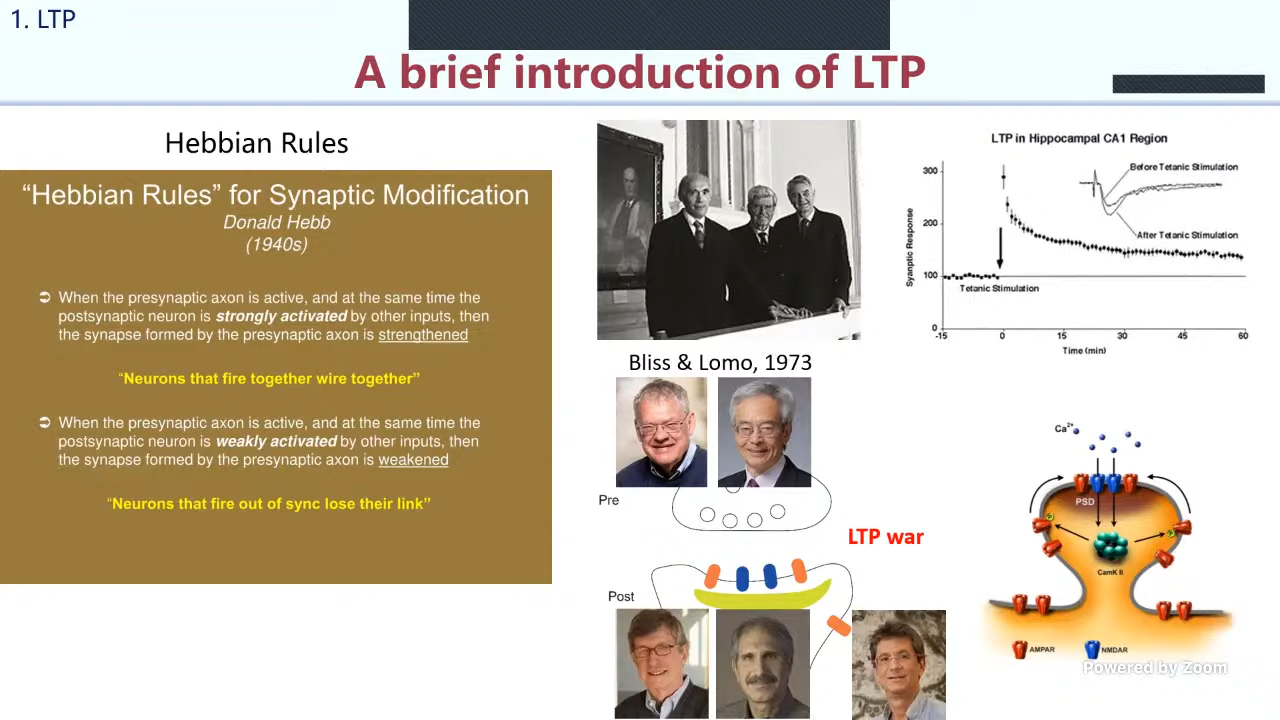 1. LTP
A brief introduction of LTP
Hebbian Rules
“Hebbian Rules” for Synaptic Modification
Donald Hebb
(1940s)
➲ When the presynaptic axon is active, and at the same time the
postsynaptic neuron is strongly activated by other inputs, then
the synapse formed by the presynaptic axon is strengthened
“Neurons that fire together wire together”
➲ When the presynaptic axon is active, and at the same time the
postsynaptic neuron is weakly activated by other inputs, then
the synapse formed by the presynaptic axon is weakened
“Neurons that fire out of sync lose their link”
Bliss & Lomo, 1973
Pre
LTP war
Post
LTP in Hippocampal CA1 Region
Before Tetanic Stimulation
After Tetanic Stimulation
Synaptic Response
300
200
100
0
Tetanic Stimulation
-15 0 15 30 45 60
Time (min)
Ca2+
PSD
CamK II
AMPAR
NMDAR
Powered by Zoom